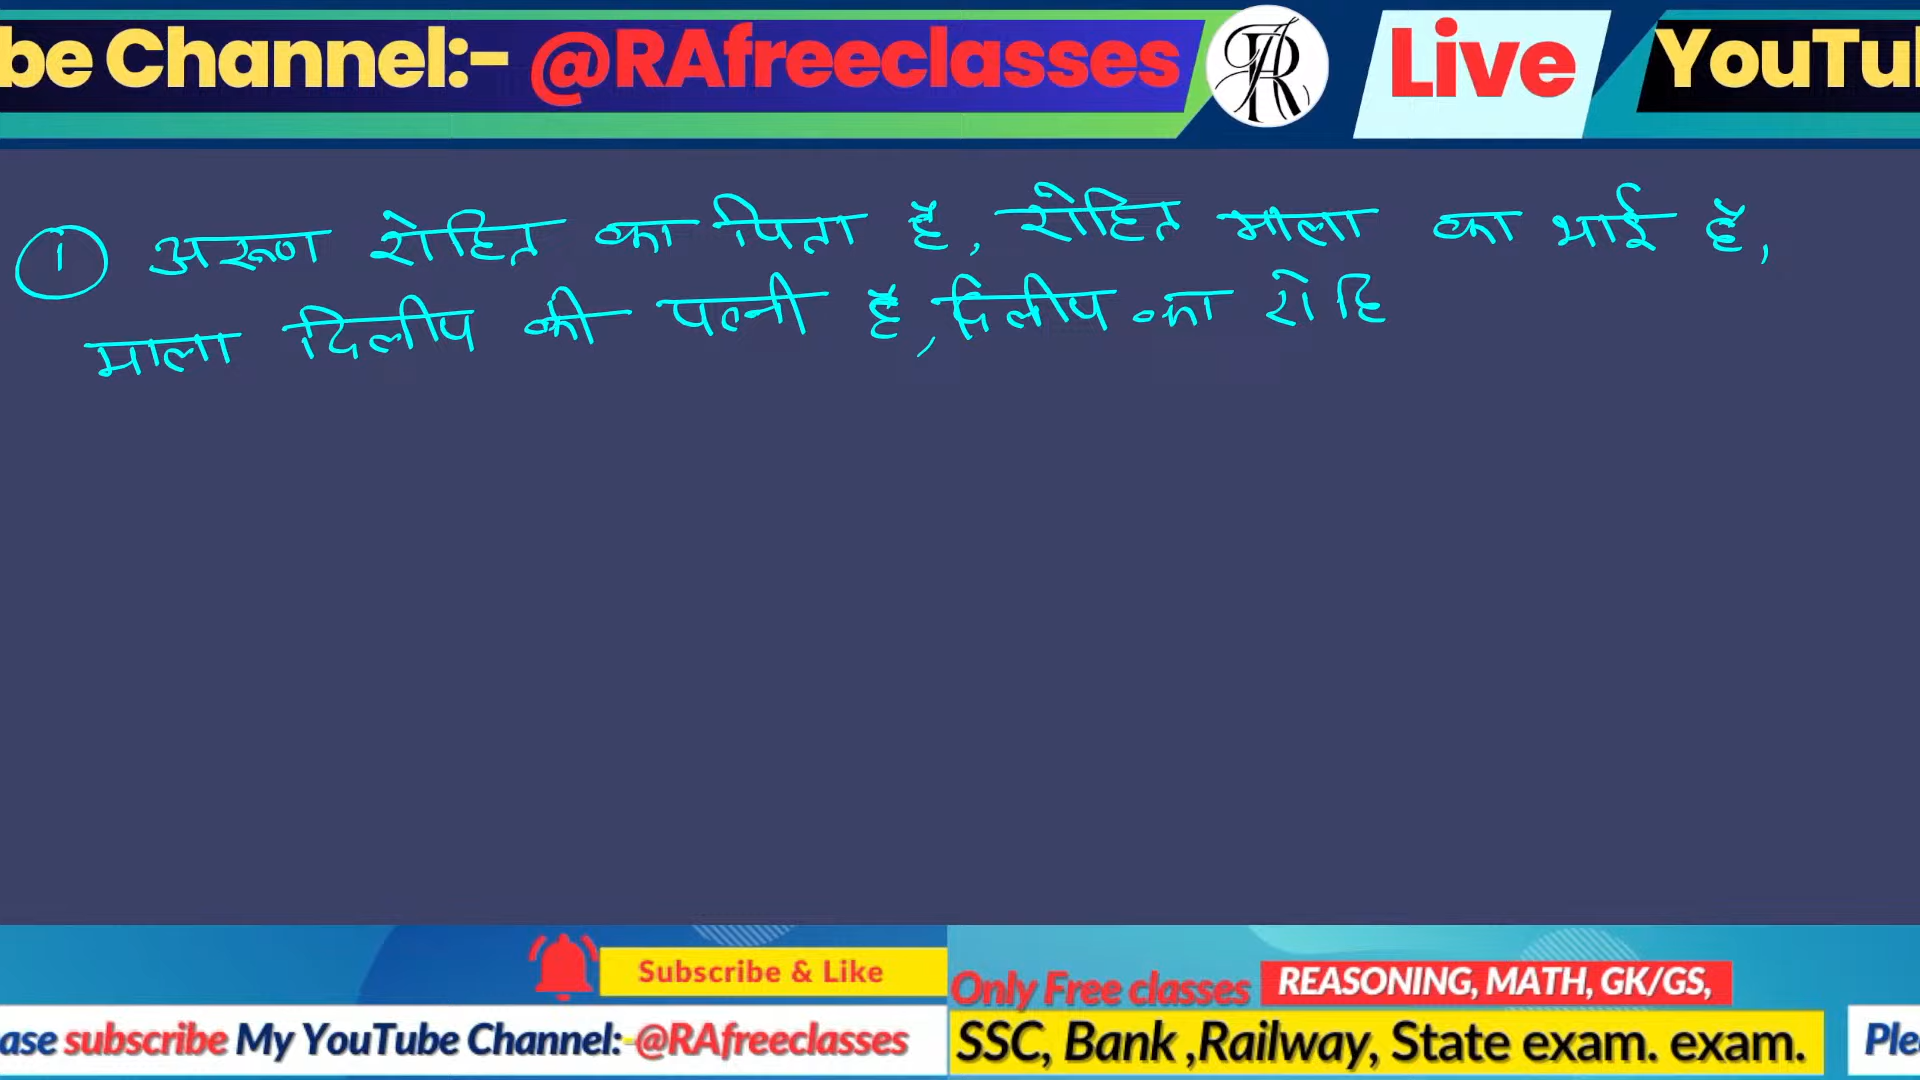 be Channel:- @RAfreeclasses Live YouTu
① अरूण रोहित का पिता है, रोहित माला का भाई है,
माला दिलीप की पत्नी है, दिलीप का रोहि
Subscribe & Like
Only Free classes REASONING, MATH, GK/GS,
ase subscribe My YouTube Channel:-@RAfreeclasses
SSC, Bank ,Railway, State exam. exam.
Ple